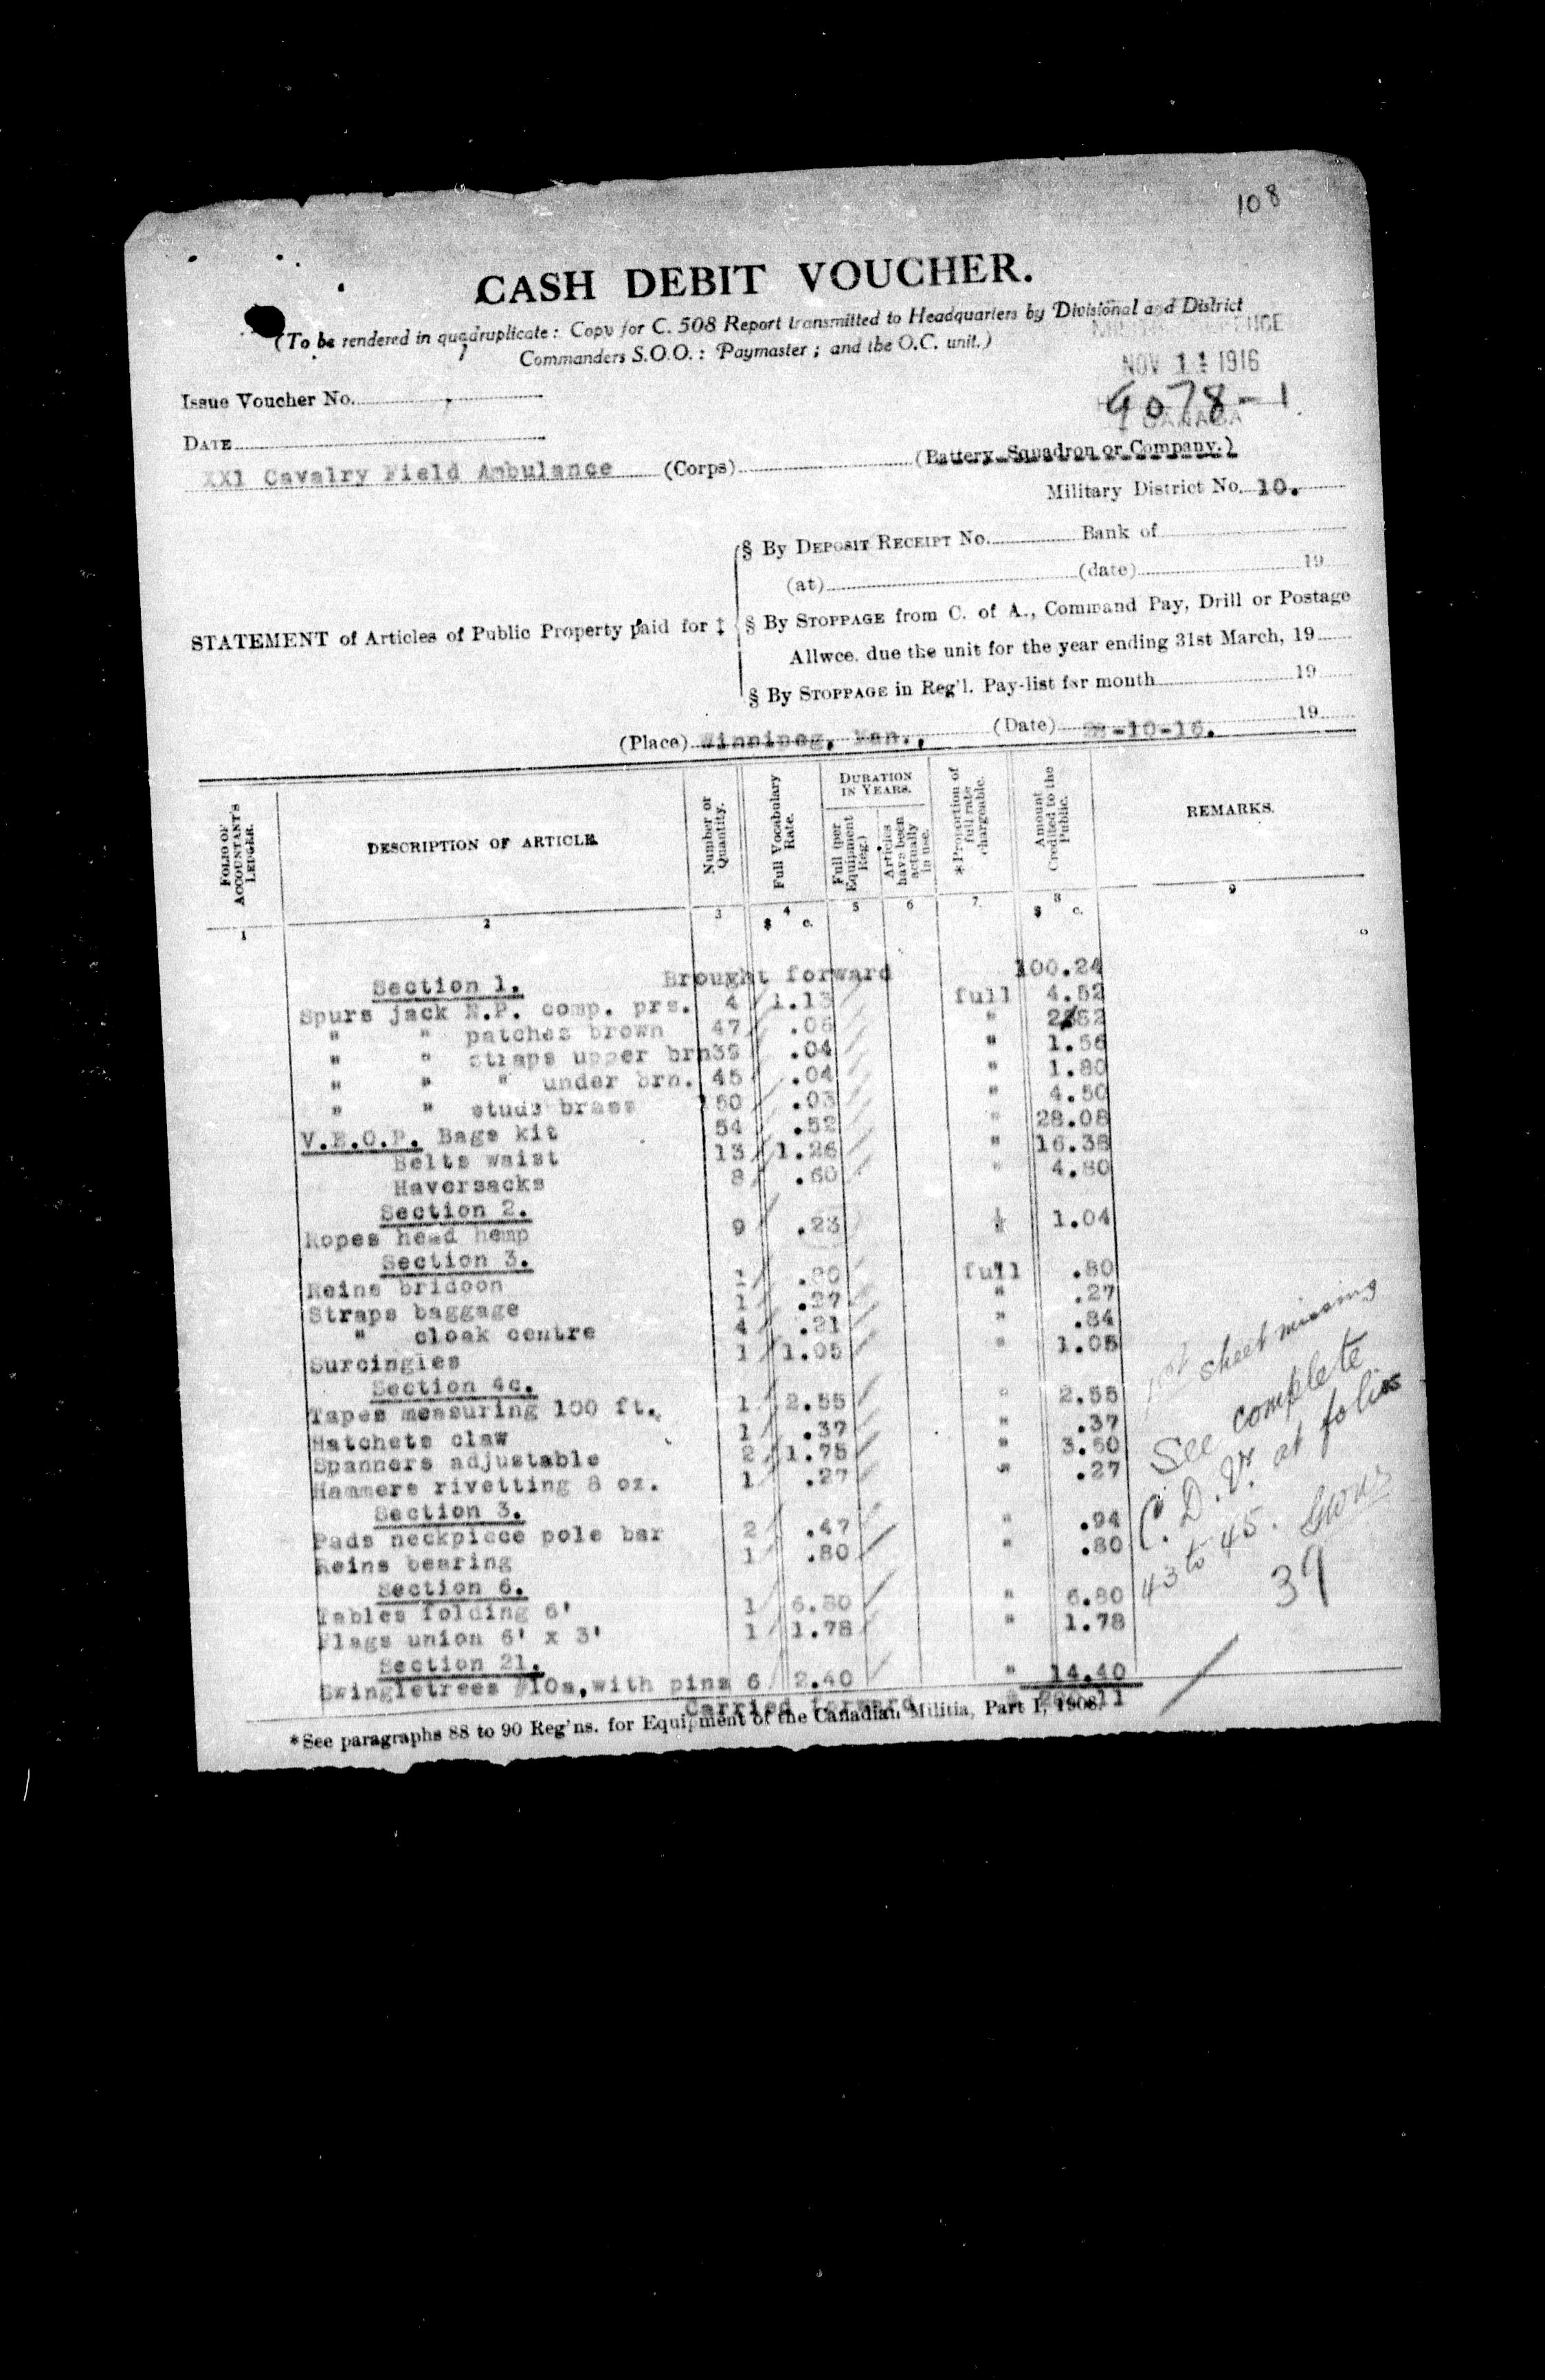 108
CASH DEBIT VOUCHER.
(To be rendered in quadruplicate: Copy for C. 508 Report transmitted to Headquarters by Divisional and District
Commanders S.O.O.: Paymaster; and the O.C. unit.)
NOV 11 1916
Issue Voucher No.
9078-1
CANADA
DATE
XX1 Cavalry Field Ambulance (Corps) (Battery Squadron or Company.)
Military District No. 10.
STATEMENT of Articles of Public Property paid for ‡
§ By DEPOSIT RECEIPT No. Bank of
(at) (date) 19
§ By STOPPAGE from C. of A., Command Pay, Drill or Postage
Allwce. due the unit for the year ending 31st March, 19
§ By STOPPAGE in Reg'l. Pay-list for month 19
(Place) Winnipeg, Man., (Date) -10-16. 19
FOLIO OF ACCOUNTANT'S LEDGER.
DESCRIPTION OF ARTICLE.
Number or Quantity.
Full Vocabulary Rate.
DURATION IN YEARS.
Full (per Equipment Reg.)
Articles have been actually in use.
*Proportion of full rate chargeable.
Amount Credited to the Public.
REMARKS.
1 2 3 4 5 6 7 8 9
$ c. $ c.
Section 1. Brought forward 100.24
Spurs jack N.P. comp. prs. 4 1.13 full 4.52
" " patches brown 47 .06 " 2.82
" " straps upper brn 39 .04 " 1.56
" " " under brn. 45 .04 " 1.80
" " studs brass 150 .03 " 4.50
V.E.O.P. Bags kit 54 .52 " 28.08
Belts waist 13 1.26 " 16.38
Haversacks 8 .60 " 4.80
Section 2.
Ropes head hemp 9 .23 ½ 1.04
Section 3.
Reins bridoon 1 .80 full .80
Straps baggage 1 .27 " .27
" cloak centre 4 .21 " .84
Surcingles 1 1.05 " 1.05
Section 4c.
Tapes measuring 100 ft. 1 2.55 " 2.55
Hatchets claw 1 .37 " .37
Spanners adjustable 2 1.75 " 3.50
Hammers rivetting 8 oz. 1 .27 " .27
Section 3.
Pads neckpiece pole bar 2 .47 " .94
Reins bearing 1 .80 " .80
Section 6.
Tables folding 6' 1 6.80 " 6.80
Flags union 6' x 3' 1 1.78 " 1.78
Section 21.
Swingletrees #10s, with pins 6 2.40 " 14.40
Carried forward
1st sheet missing
See complete
C.D.V. at folios
43 to 45.
39
*See paragraphs 88 to 90 Reg'ns. for Equipment of the Canadian Militia, Part I, 1908.